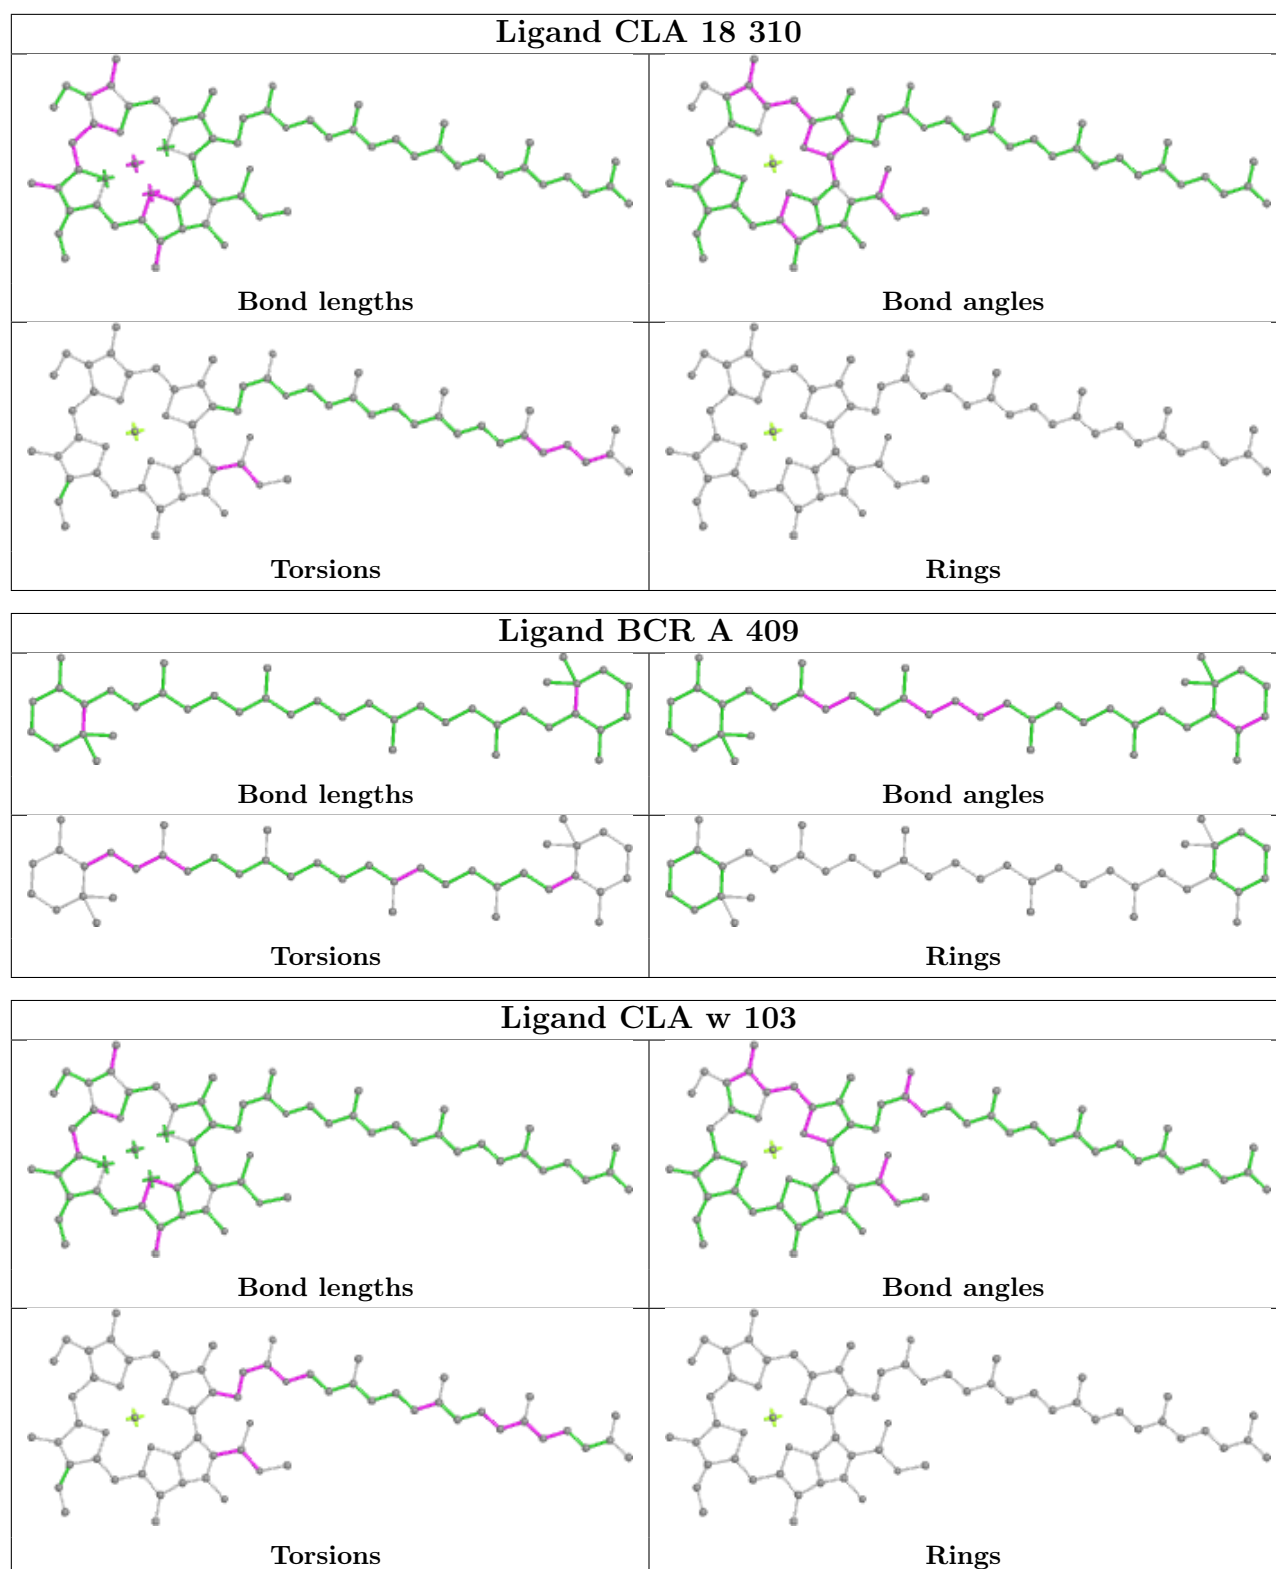 Ligand CLA 18 310
Bond lengths
Bond angles
Torsions
Rings
Ligand BCR A 409
Bond lengths
Bond angles
Torsions
Rings
Ligand CLA w 103
Bond lengths
Bond angles
Torsions
Rings